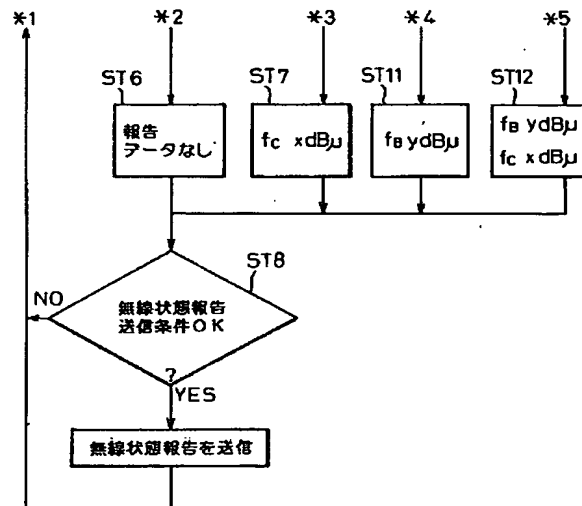 *1
*2
*3
*4
*5
ST6
ST7
ST11
ST12
報告
データなし
fC xdBμ
fB ydBμ
fB ydBμ
fC xdBμ
ST8
NO
無線状態報告
送信条件OK
?
YES
無線状態報告を送信